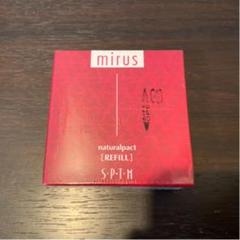 mirus
naturalpact
[REFILL]
S·P·T·M